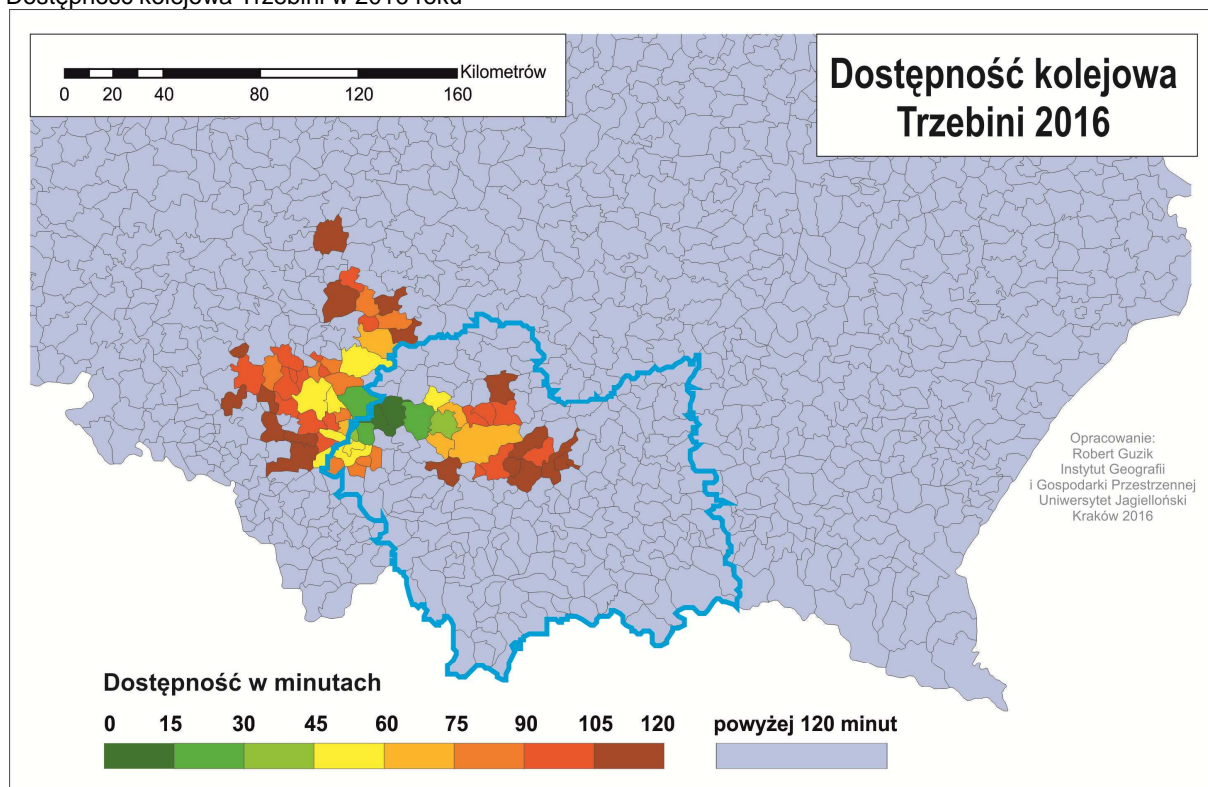 Dostępność kolejowa Trzebini w 2016 roku
Kilometrów
0 20 40 80 120 160
Dostępność kolejowa
Trzebini 2016
Opracowanie:
Robert Guzik
Instytut Geografii
i Gospodarki Przestrzennej
Uniwersytet Jagielloński
Kraków 2016
Dostępność w minutach
0 15 30 45 60 75 90 105 120
powyżej 120 minut